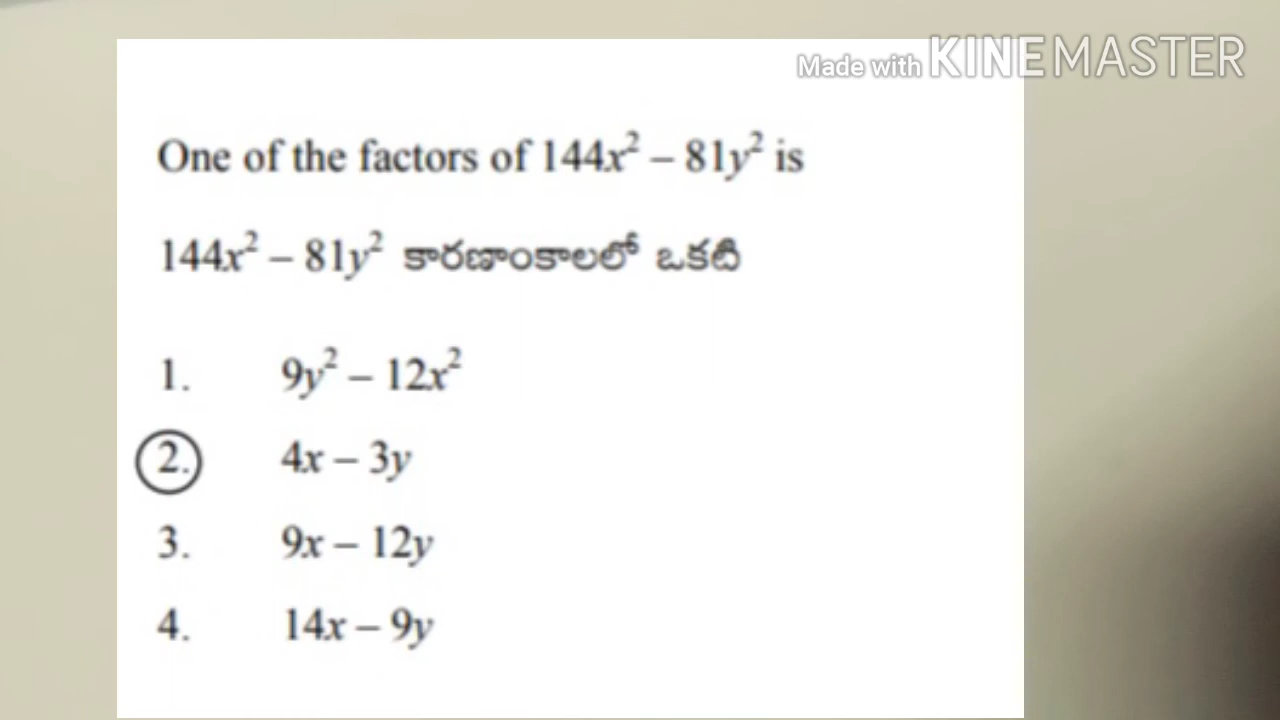 Made with KINEMASTER
One of the factors of 144x² – 81y² is
144x² – 81y² కారణాంకాలలో ఒకటి
1. 9y² – 12x²
2. 4x – 3y
3. 9x – 12y
4. 14x – 9y